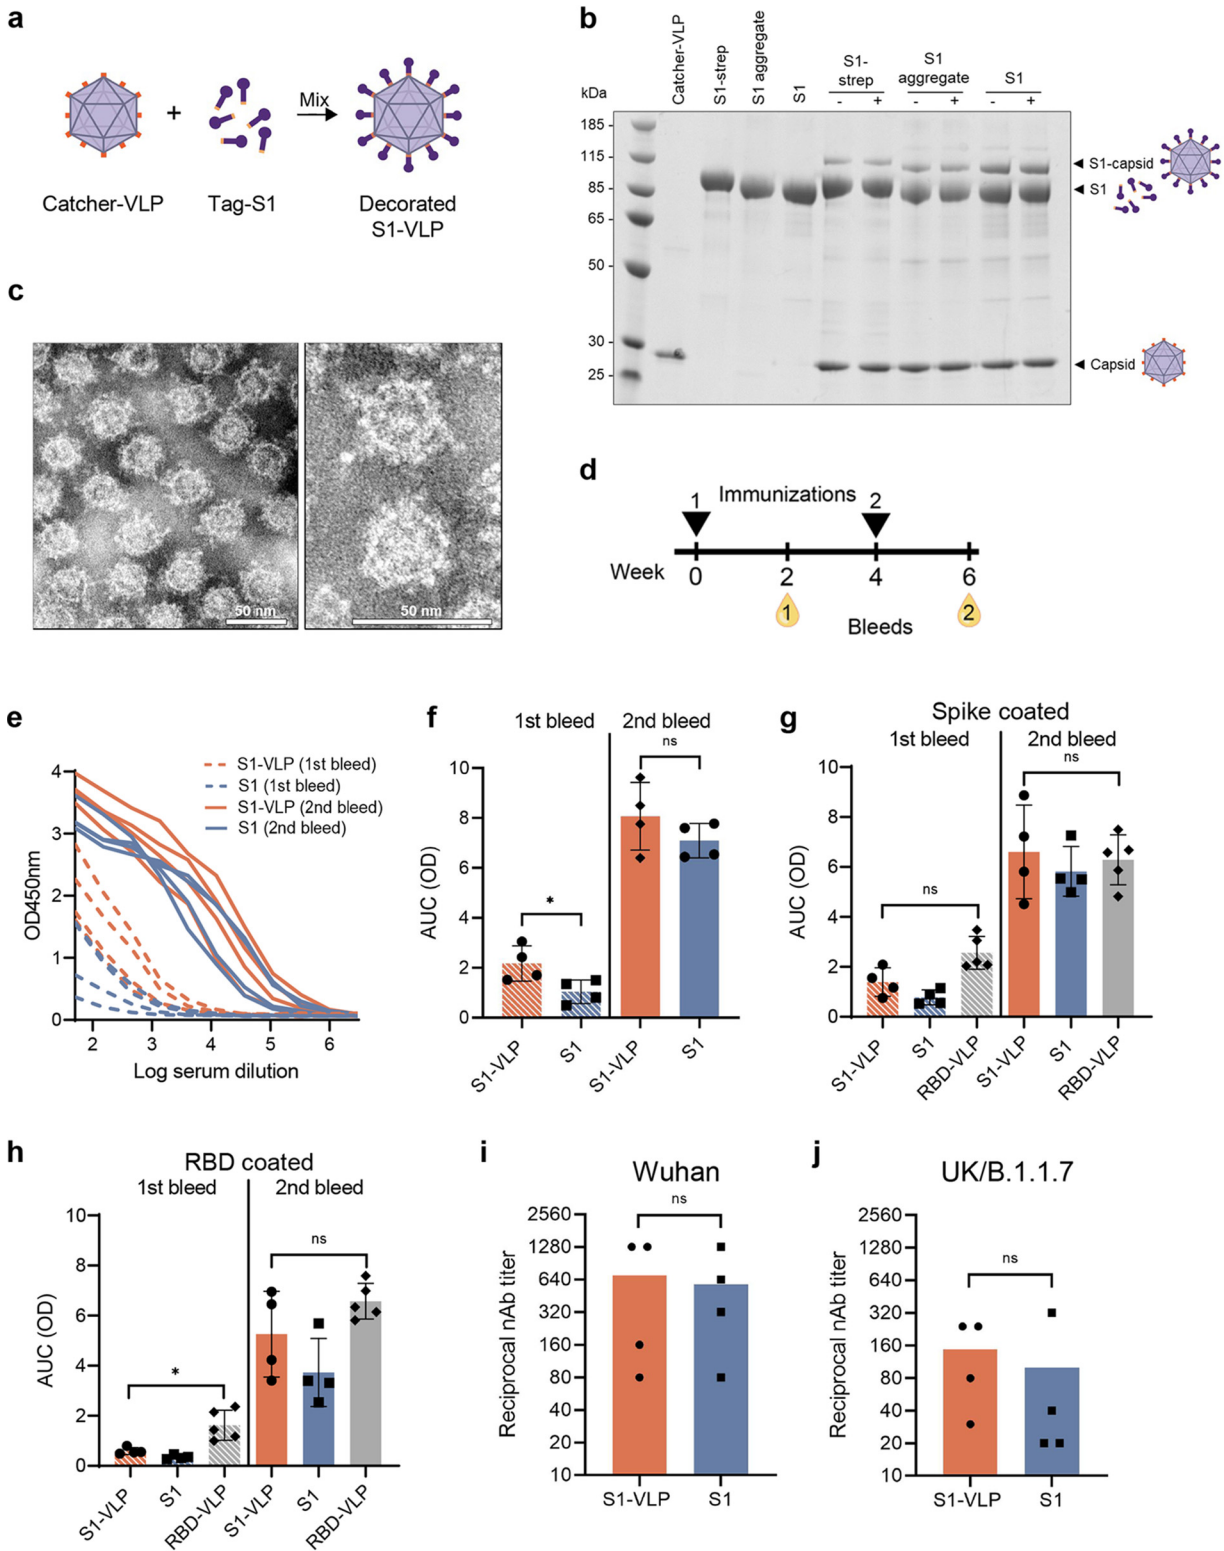 a
Catcher-VLP
+
Tag-S1
Mix
Decorated
S1-VLP
b
kDa
Catcher-VLP
S1-strep
S1 aggregate
S1
S1-
strep
S1
aggregate
S1
- + - + - +
185
115
85
65
50
30
25
S1-capsid
S1
Capsid
c
50 nm
50 nm
d
1 Immunizations 2
Week 0 2 4 6
1 2
Bleeds
e
S1-VLP (1st bleed)
S1 (1st bleed)
S1-VLP (2nd bleed)
S1 (2nd bleed)
OD450nm
4
3
2
1
0
2 3 4 5 6
Log serum dilution
f
1st bleed 2nd bleed
ns
*
AUC (OD)
10
8
6
4
2
0
S1-VLP S1 S1-VLP S1
g
Spike coated
1st bleed 2nd bleed
ns
ns
AUC (OD)
10
8
6
4
2
0
S1-VLP S1 RBD-VLP S1-VLP S1 RBD-VLP
h
RBD coated
1st bleed 2nd bleed
ns
*
AUC (OD)
10
8
6
4
2
0
S1-VLP S1 RBD-VLP S1-VLP S1 RBD-VLP
i
Wuhan
ns
Reciprocal nAb titer
2560
1280
640
320
160
80
40
20
10
S1-VLP S1
j
UK/B.1.1.7
ns
Reciprocal nAb titer
2560
1280
640
320
160
80
40
20
10
S1-VLP S1